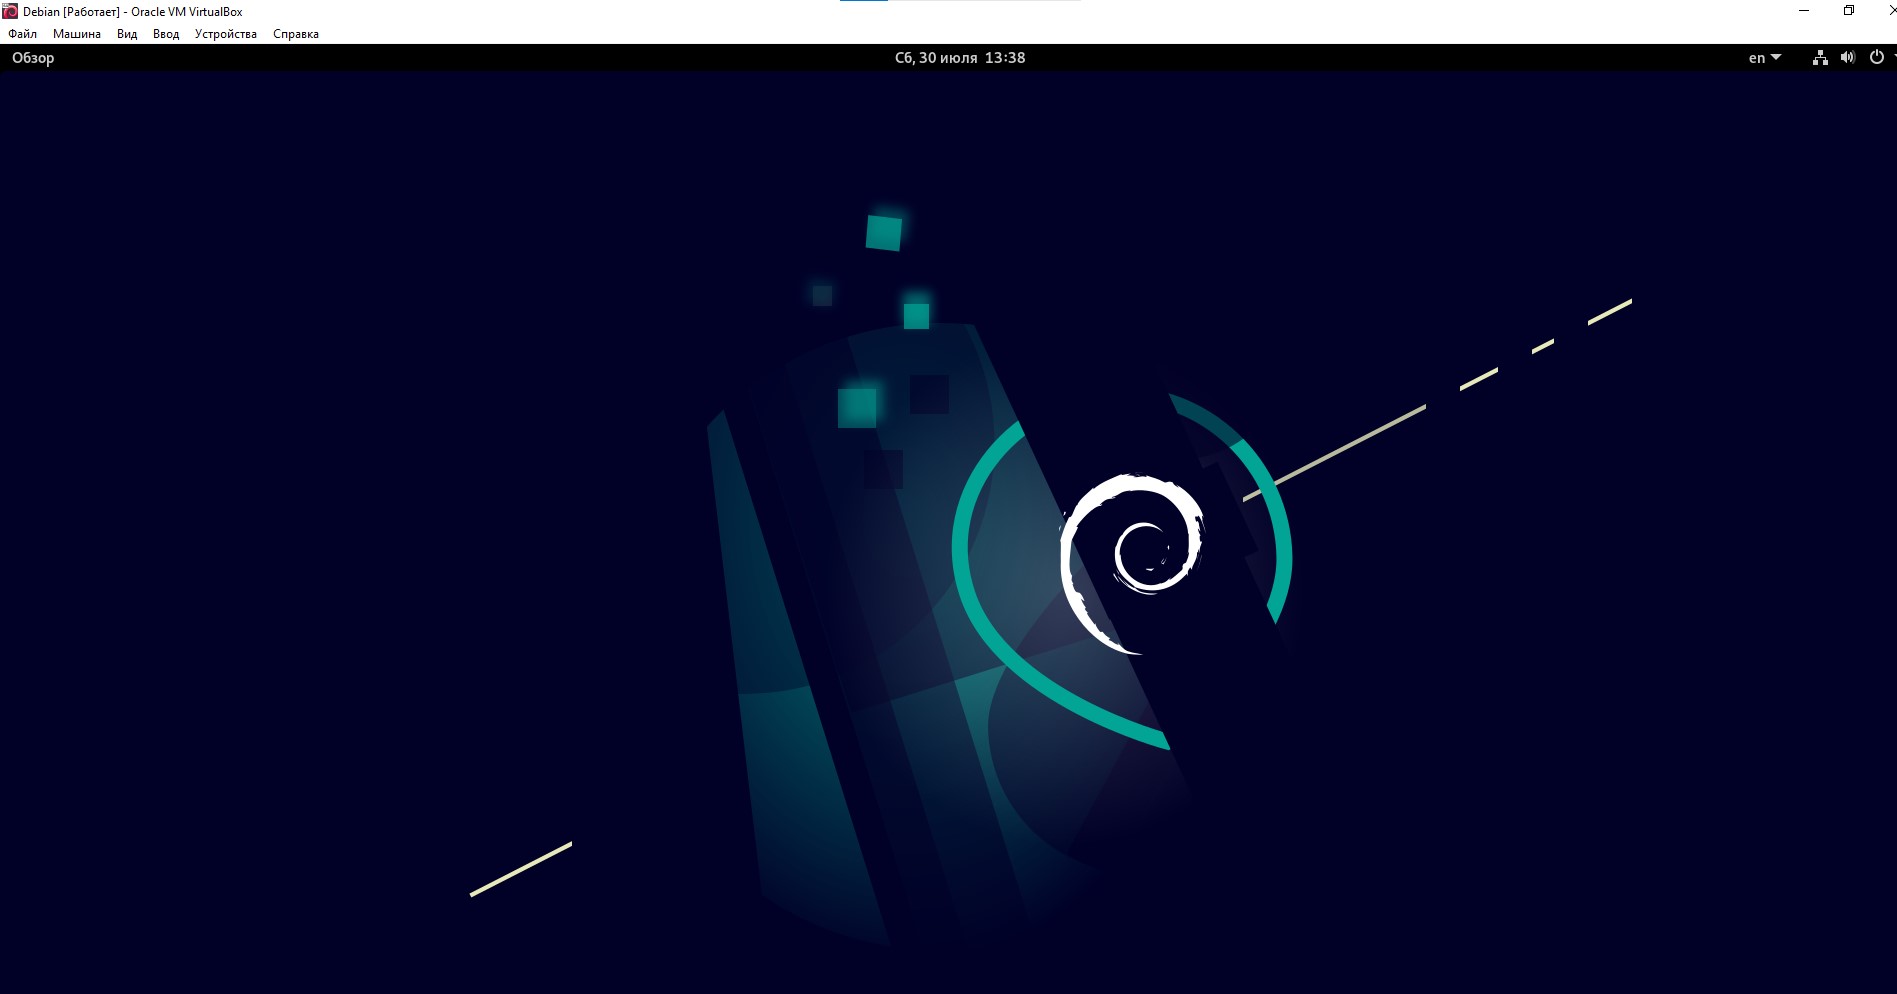 Debian [Работает] - Oracle VM VirtualBox
Файл Машина Вид Ввод Устройства Справка
Обзор Сб, 30 июля 13:38 en